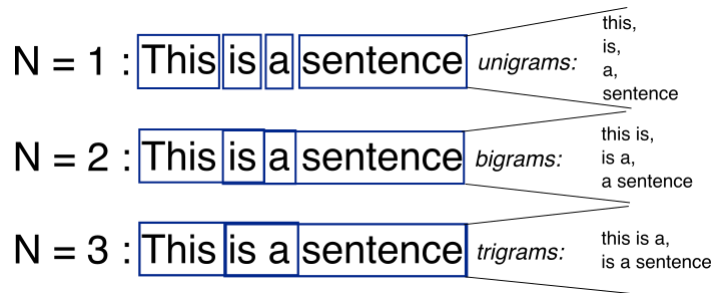 N = 1 : This is a sentence unigrams:
this,
is,
a,
sentence
N = 2 : This is a sentence bigrams:
this is,
is a,
a sentence
N = 3 : This is a sentence trigrams:
this is a,
is a sentence